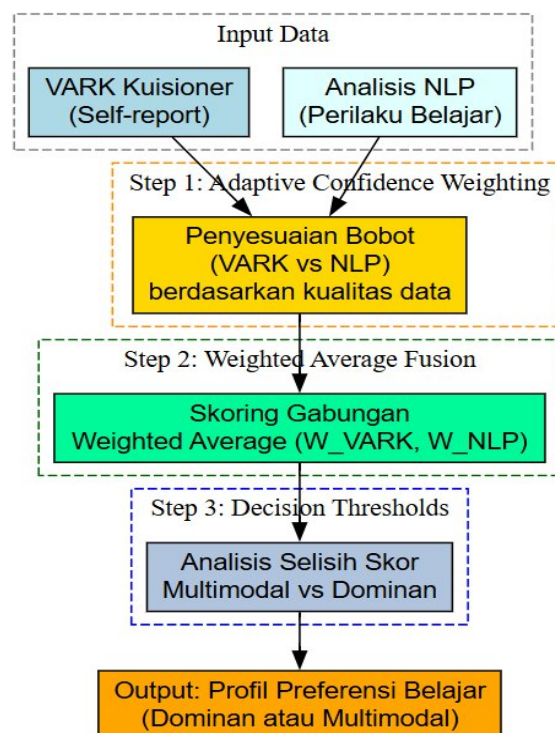 Input Data
VARK Kuisioner
(Self-report)
Analisis NLP
(Perilaku Belajar)
Step 1: Adaptive Confidence Weighting
Penyesuaian Bobot
(VARK vs NLP)
berdasarkan kualitas data
Step 2: Weighted Average Fusion
Skoring Gabungan
Weighted Average (W_VARK, W_NLP)
Step 3: Decision Thresholds
Analisis Selisih Skor
Multimodal vs Dominan
Output: Profil Preferensi Belajar
(Dominan atau Multimodal)